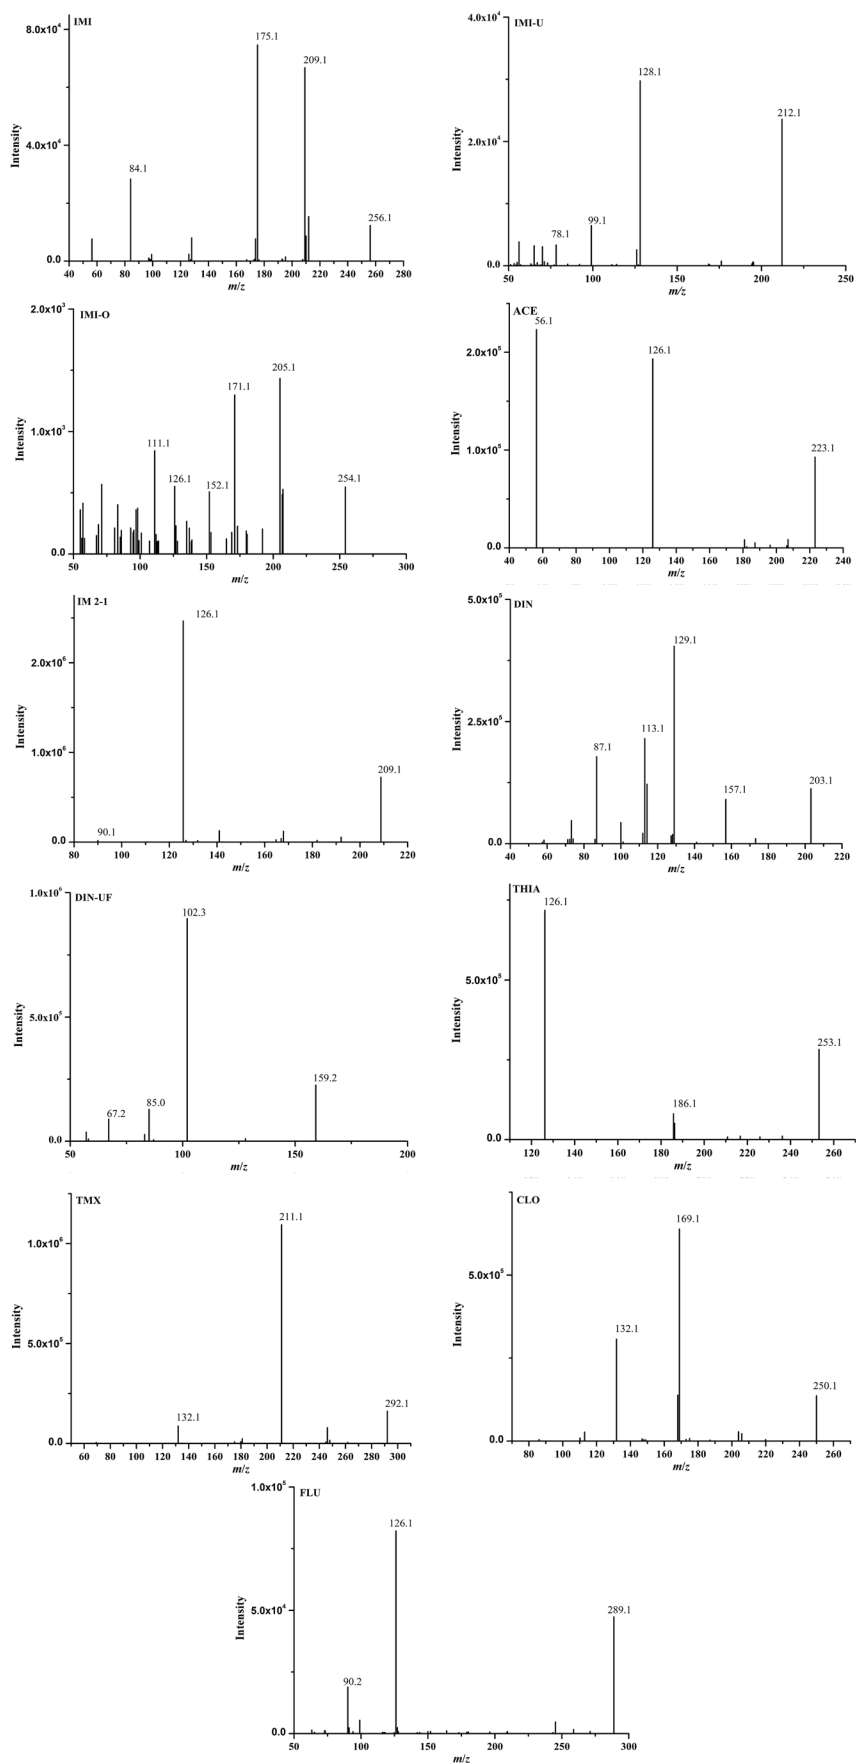 IMI
8.0x10⁴
4.0x10⁴
0.0
Intensity
84.1
175.1
209.1
256.1
40 60 80 100 120 140 160 180 200 220 240 260 280
m/z
IMI-U
4.0x10⁴
2.0x10⁴
0.0
Intensity
78.1
99.1
128.1
212.1
50 100 150 200 250
m/z
IMI-O
2.0x10³
1.0x10³
0.0
Intensity
111.1
126.1
152.1
171.1
205.1
254.1
50 100 150 200 250 300
m/z
ACE
2.0x10⁵
1.0x10⁵
0.0
Intensity
56.1
126.1
223.1
40 60 80 100 120 140 160 180 200 220 240
m/z
IM 2-1
2.0x10⁶
1.0x10⁶
0.0
Intensity
90.1
126.1
209.1
80 100 120 140 160 180 200 220
m/z
DIN
5.0x10⁵
2.5x10⁵
0.0
Intensity
87.1
113.1
129.1
157.1
203.1
40 60 80 100 120 140 160 180 200 220
m/z
DIN-UF
1.0x10⁶
5.0x10⁵
0.0
Intensity
67.2
85.0
102.3
159.2
50 100 150 200
m/z
THIA
5.0x10⁵
0.0
Intensity
126.1
186.1
253.1
120 140 160 180 200 220 240 260
m/z
TMX
1.0x10⁶
5.0x10⁵
0.0
Intensity
132.1
211.1
292.1
60 80 100 120 140 160 180 200 220 240 260 280 300
m/z
CLO
5.0x10⁵
0.0
Intensity
132.1
169.1
250.1
80 100 120 140 160 180 200 220 240 260
m/z
FLU
1.0x10⁵
5.0x10⁴
0.0
Intensity
90.2
126.1
289.1
50 100 150 200 250 300
m/z